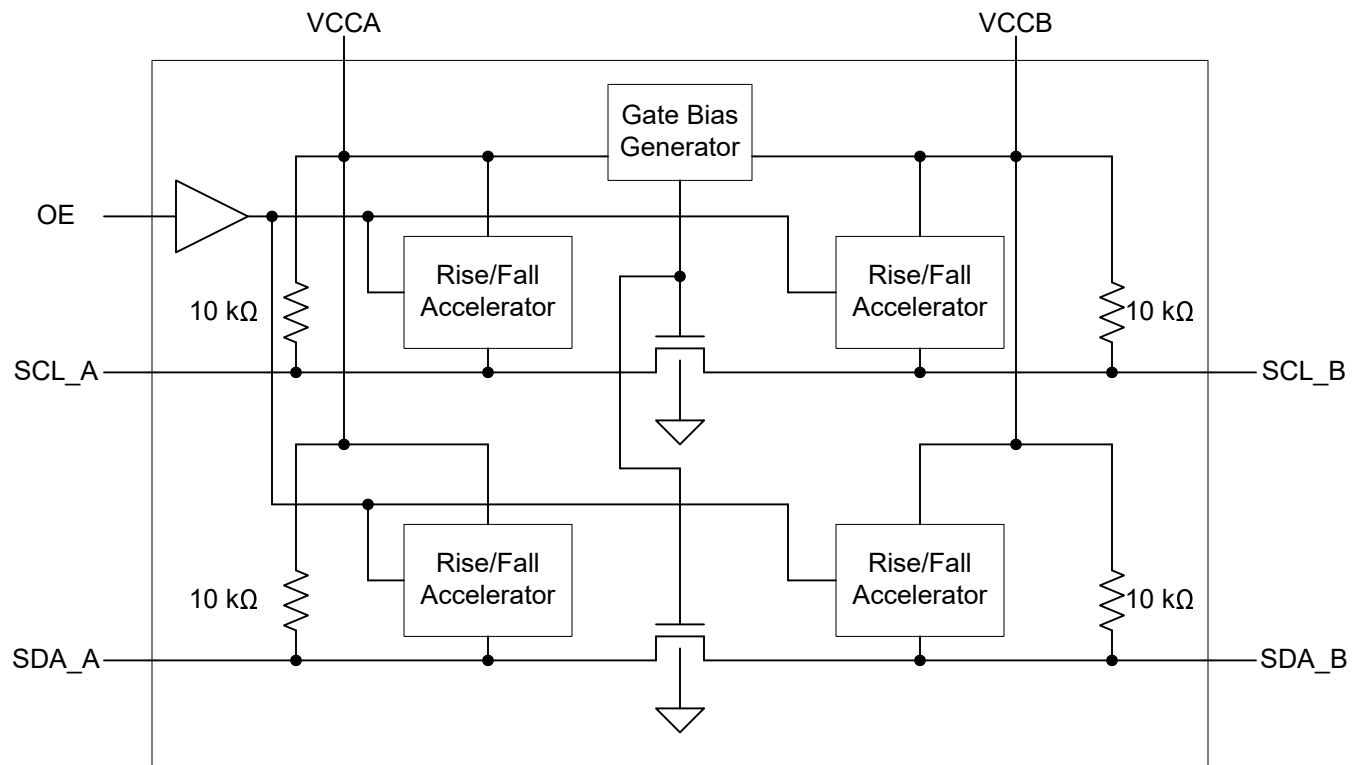 VCCA
VCCB
Gate Bias
Generator
OE
Rise/Fall
Accelerator
Rise/Fall
Accelerator
10 kΩ
10 kΩ
SCL_A
SCL_B
Rise/Fall
Accelerator
Rise/Fall
Accelerator
10 kΩ
10 kΩ
SDA_A
SDA_B